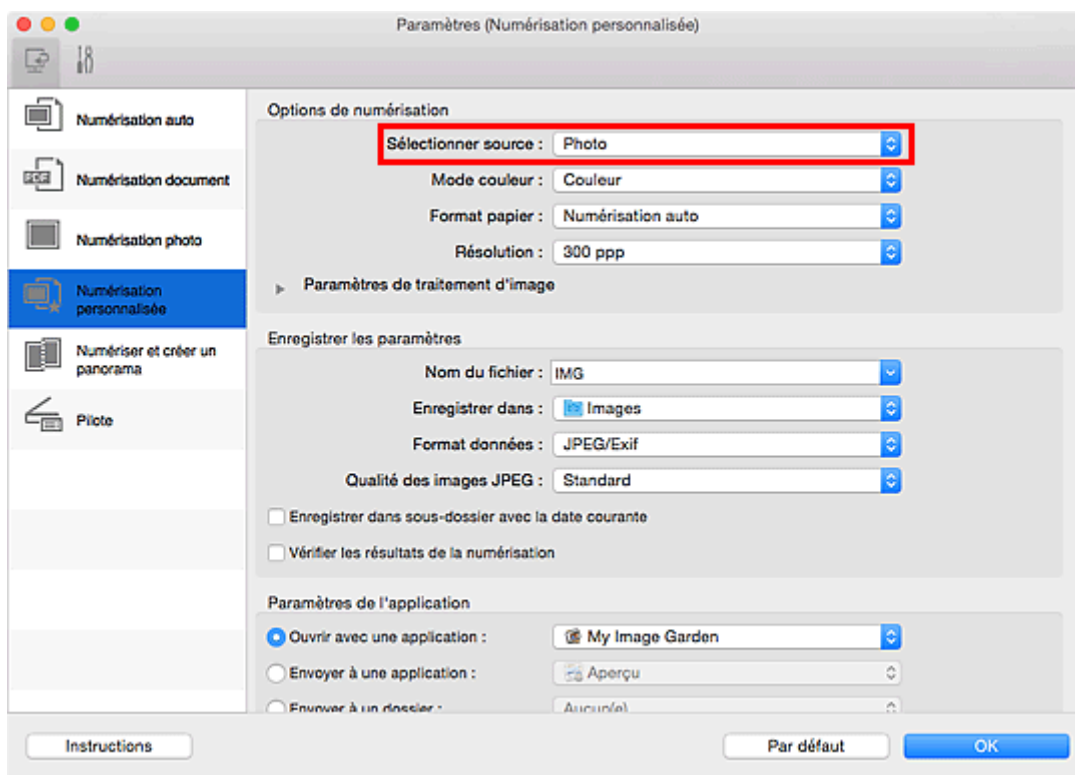 Paramètres (Numérisation personnalisée)
Numérisation auto
Numérisation document
Numérisation photo
Numérisation
personnalisée
Numériser et créer un
panorama
Pilote
Options de numérisation
Sélectionner source : Photo
Mode couleur : Couleur
Format papier : Numérisation auto
Résolution : 300 ppp
Paramètres de traitement d'image
Enregistrer les paramètres
Nom du fichier : IMG
Enregistrer dans : Images
Format données : JPEG/Exif
Qualité des images JPEG : Standard
Enregistrer dans sous-dossier avec la date courante
Vérifier les résultats de la numérisation
Paramètres de l'application
Ouvrir avec une application : My Image Garden
Envoyer à une application : Aperçu
Envoyer à un dossier : Aucun(e)
Instructions
Par défaut
OK